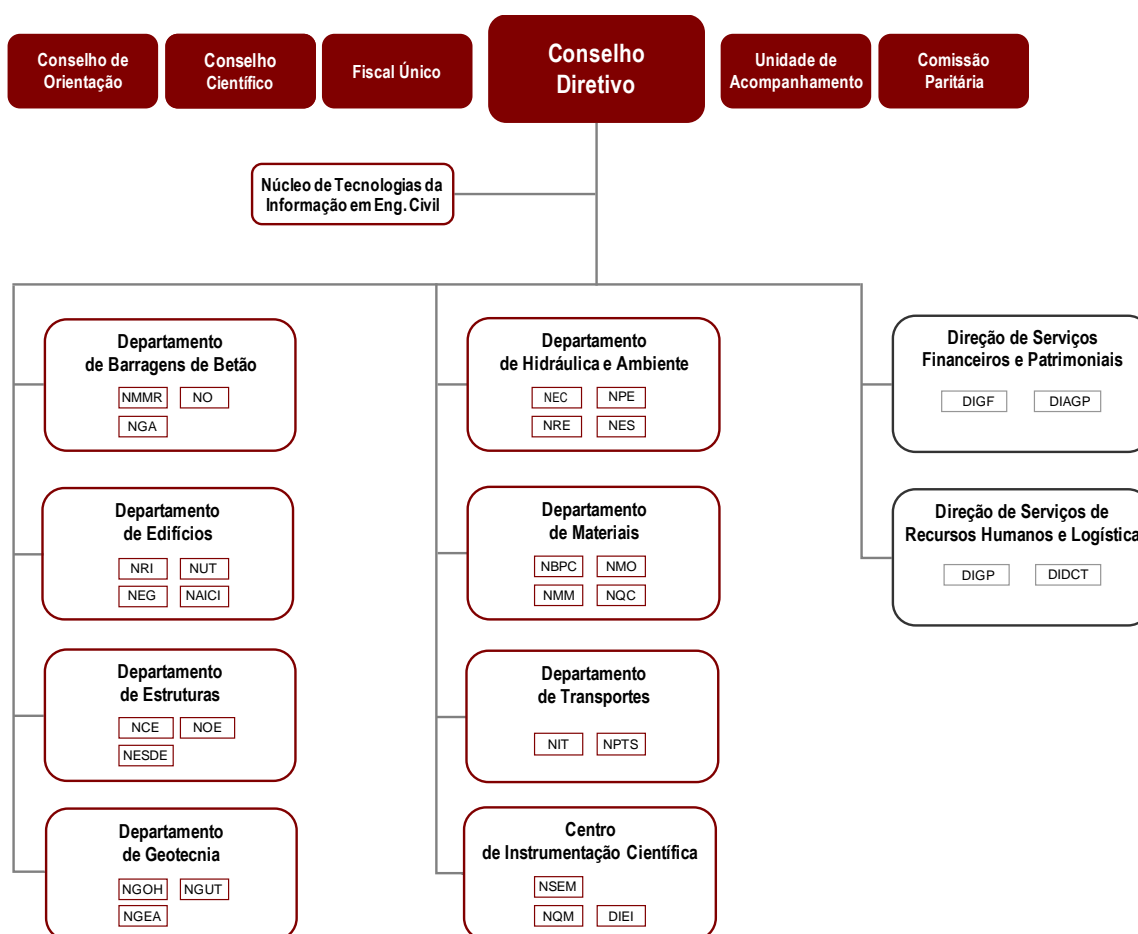 Conselho de
Orientação
Conselho
Científico
Fiscal Único
Conselho
Diretivo
Unidade de
Acompanhamento
Comissão
Paritária
Núcleo de Tecnologias da
Informação em Eng. Civil
Departamento
de Barragens de Betão
NMMR NO
NGA
Departamento
de Edifícios
NRI NUT
NEG NAICI
Departamento
de Estruturas
NCE NOE
NESDE
Departamento
de Geotecnia
NGOH NGUT
NGEA
Departamento
de Hidráulica e Ambiente
NEC NPE
NRE NES
Departamento
de Materiais
NBPC NMO
NMM NQC
Departamento
de Transportes
NIT NPTS
Centro
de Instrumentação Científica
NSEM
NQM DIEI
Direção de Serviços
Financeiros e Patrimoniais
DIGF DIAGP
Direção de Serviços de
Recursos Humanos e Logística
DIGP DIDCT